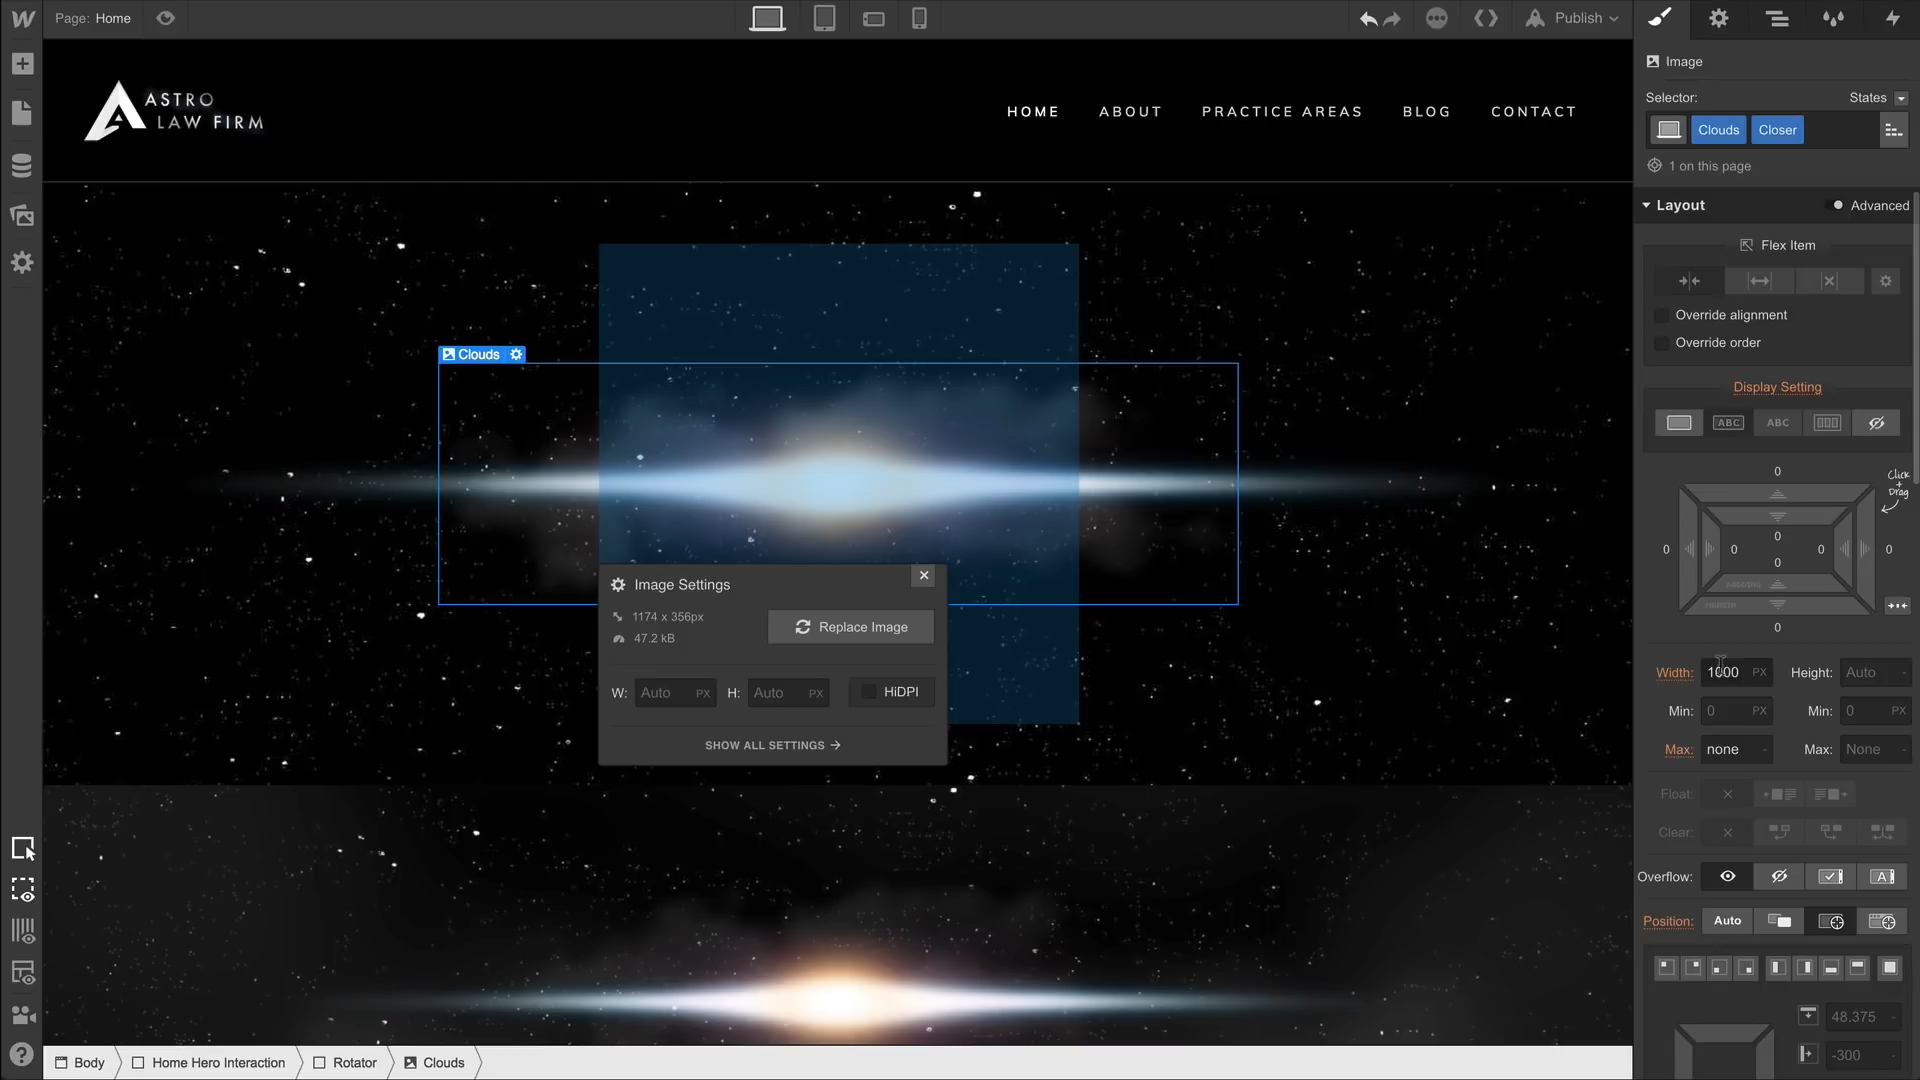 Page: Home
Publish
Image
Selector:
States
Clouds
Closer
1 on this page
ASTRO
LAW FIRM
HOME
ABOUT
PRACTICE AREAS
BLOG
CONTACT
Layout
Advanced
Flex Item
Override alignment
Override order
Display Setting
ABC
ABC
Clouds
0
Click
+
Drag
0
0
0
0
0
0
PADDING
MARGIN
0
Image Settings
1174 x 356px
47.2 kB
Replace Image
W: Auto PX
H: Auto PX
HiDPI
SHOW ALL SETTINGS
Width: 1000 PX
Height: Auto -
Min: 0 PX
Min: 0 PX
Max: none -
Max: None -
Float:
Clear:
Overflow:
A
Position: Auto
48.375 -
-300 -
Body
Home Hero Interaction
Rotator
Clouds